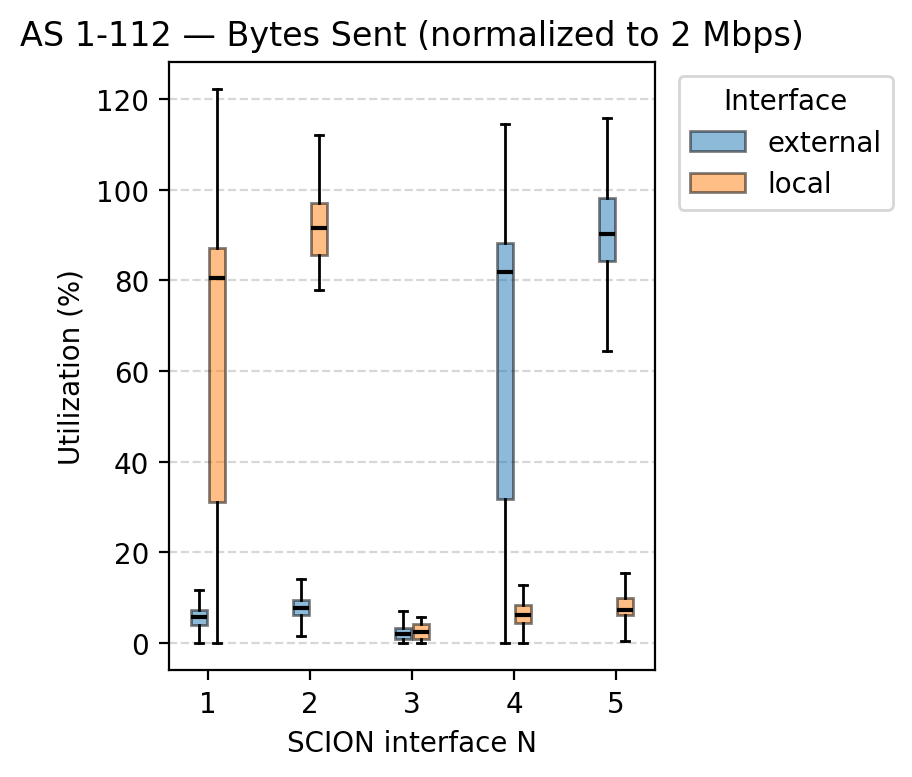 AS 1-112 — Bytes Sent (normalized to 2 Mbps)
Interface
external
local
Utilization (%)
120
100
80
60
40
20
0
1 2 3 4 5
SCION interface N